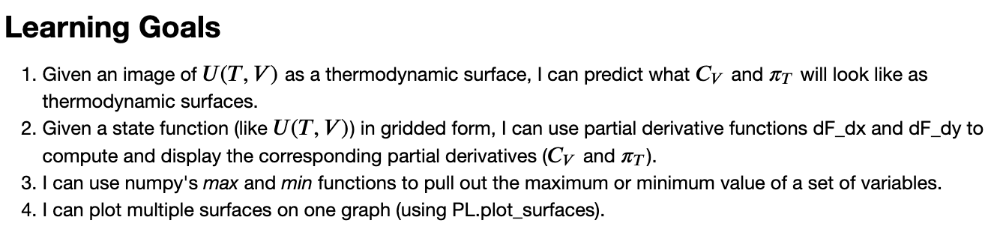 Learning Goals
1. Given an image of U(T, V) as a thermodynamic surface, I can predict what C_V and π_T will look like as
thermodynamic surfaces.
2. Given a state function (like U(T, V)) in gridded form, I can use partial derivative functions dF_dx and dF_dy to
compute and display the corresponding partial derivatives (C_V and π_T).
3. I can use numpy's max and min functions to pull out the maximum or minimum value of a set of variables.
4. I can plot multiple surfaces on one graph (using PL.plot_surfaces).